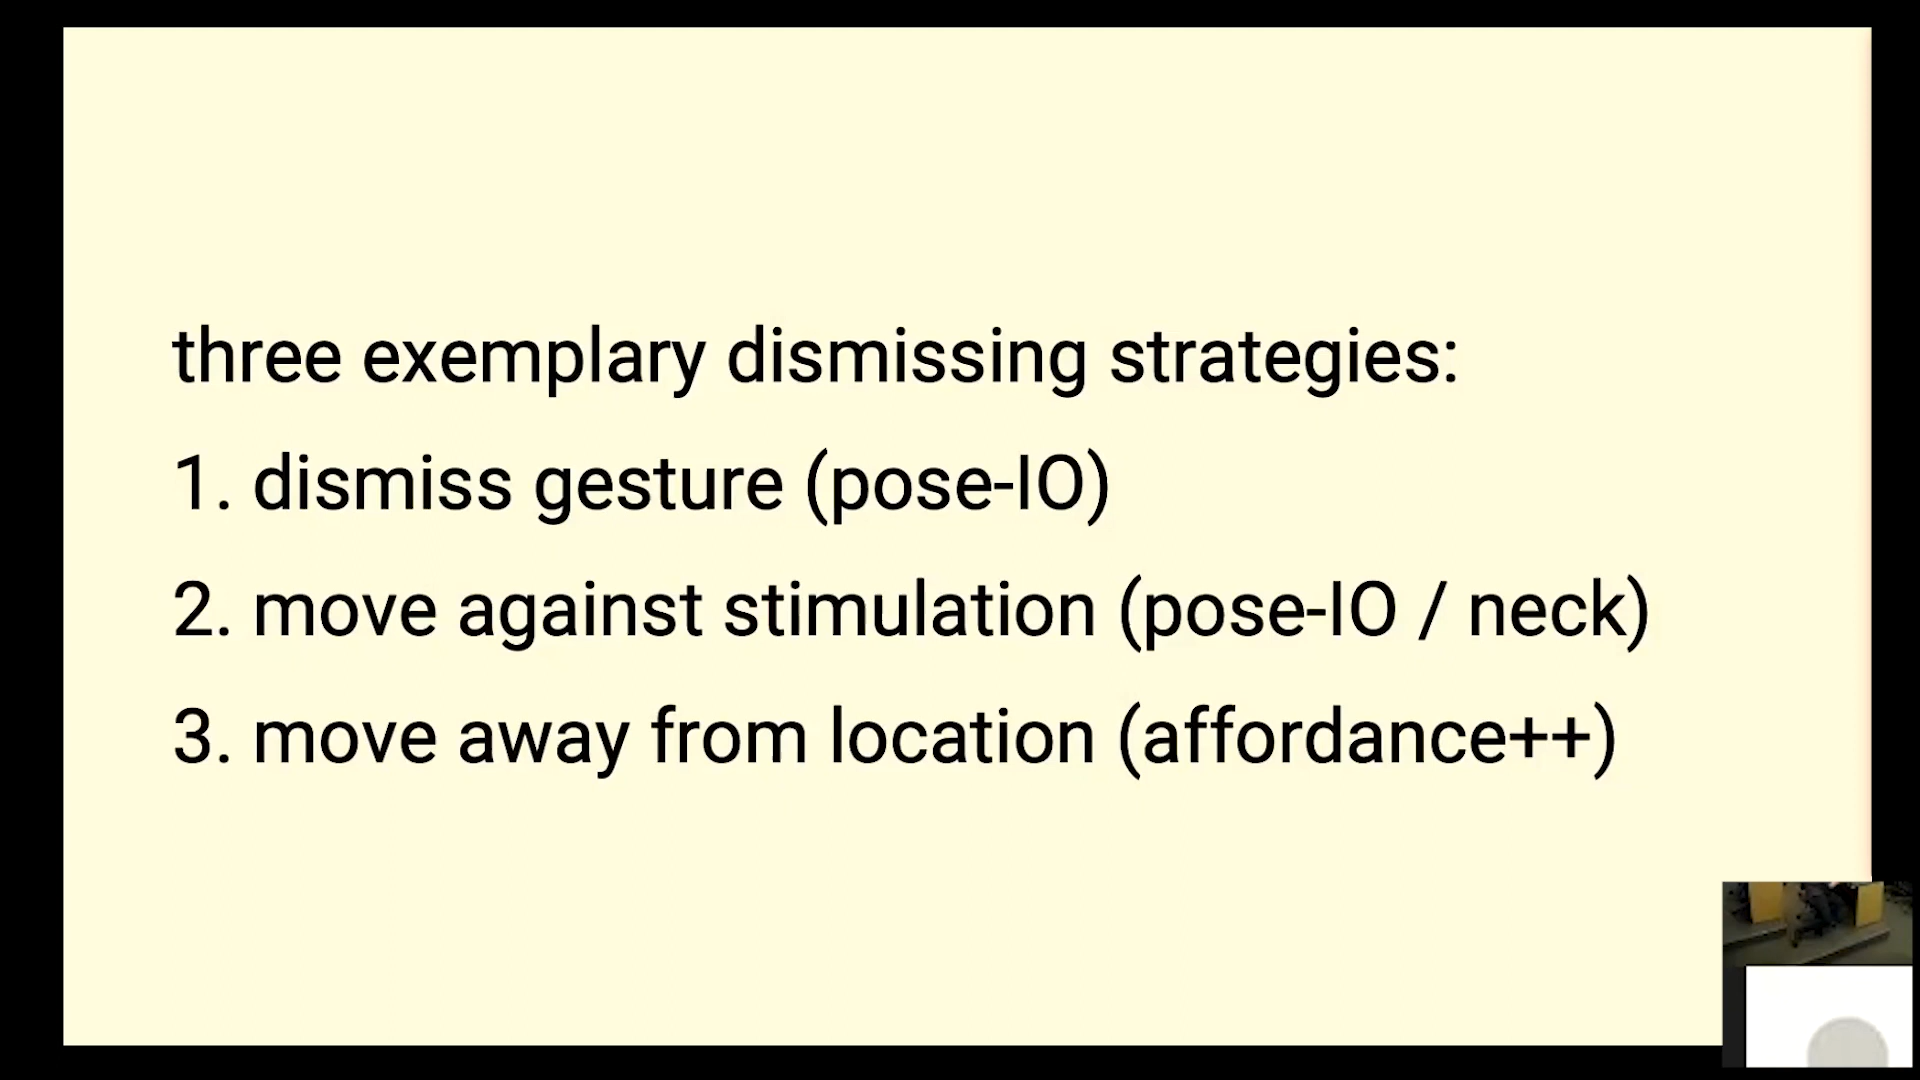 three exemplary dismissing strategies:
1. dismiss gesture (pose-IO)
2. move against stimulation (pose-IO / neck)
3. move away from location (affordance++)